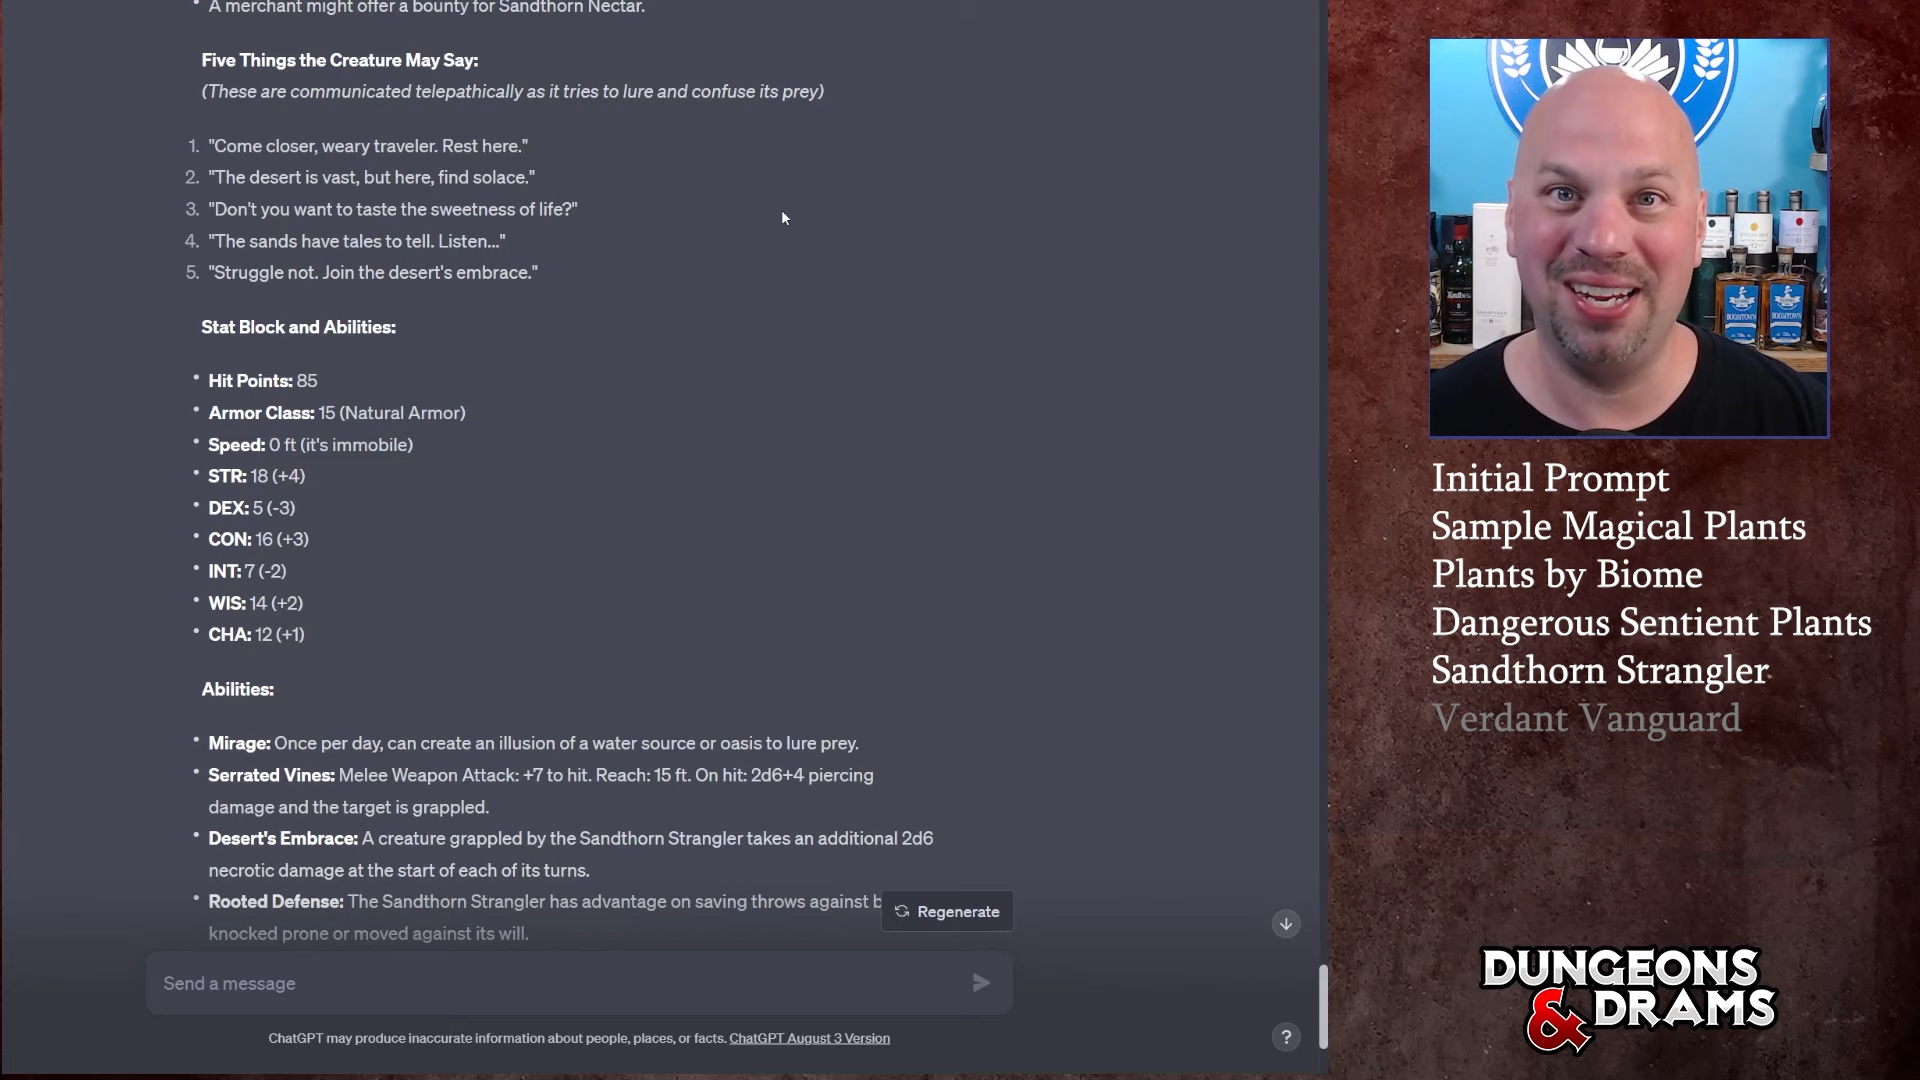 • A merchant might offer a bounty for Sandthorn Nectar.
Five Things the Creature May Say:
(These are communicated telepathically as it tries to lure and confuse its prey)
1. "Come closer, weary traveler. Rest here."
2. "The desert is vast, but here, find solace."
3. "Don't you want to taste the sweetness of life?"
4. "The sands have tales to tell. Listen..."
5. "Struggle not. Join the desert's embrace."
Stat Block and Abilities:
• Hit Points: 85
• Armor Class: 15 (Natural Armor)
• Speed: 0 ft (it's immobile)
• STR: 18 (+4)
• DEX: 5 (-3)
• CON: 16 (+3)
• INT: 7 (-2)
• WIS: 14 (+2)
• CHA: 12 (+1)
Abilities:
• Mirage: Once per day, can create an illusion of a water source or oasis to lure prey.
• Serrated Vines: Melee Weapon Attack: +7 to hit. Reach: 15 ft. On hit: 2d6+4 piercing
damage and the target is grappled.
• Desert's Embrace: A creature grappled by the Sandthorn Strangler takes an additional 2d6
necrotic damage at the start of each of its turns.
• Rooted Defense: The Sandthorn Strangler has advantage on saving throws against b
knocked prone or moved against its will.
Regenerate
Send a message
ChatGPT may produce inaccurate information about people, places, or facts. ChatGPT August 3 Version
?
Initial Prompt
Sample Magical Plants
Plants by Biome
Dangerous Sentient Plants
Sandthorn Strangler
Verdant Vanguard
DUNGEONS
& DRAMS
BOOMTOWN